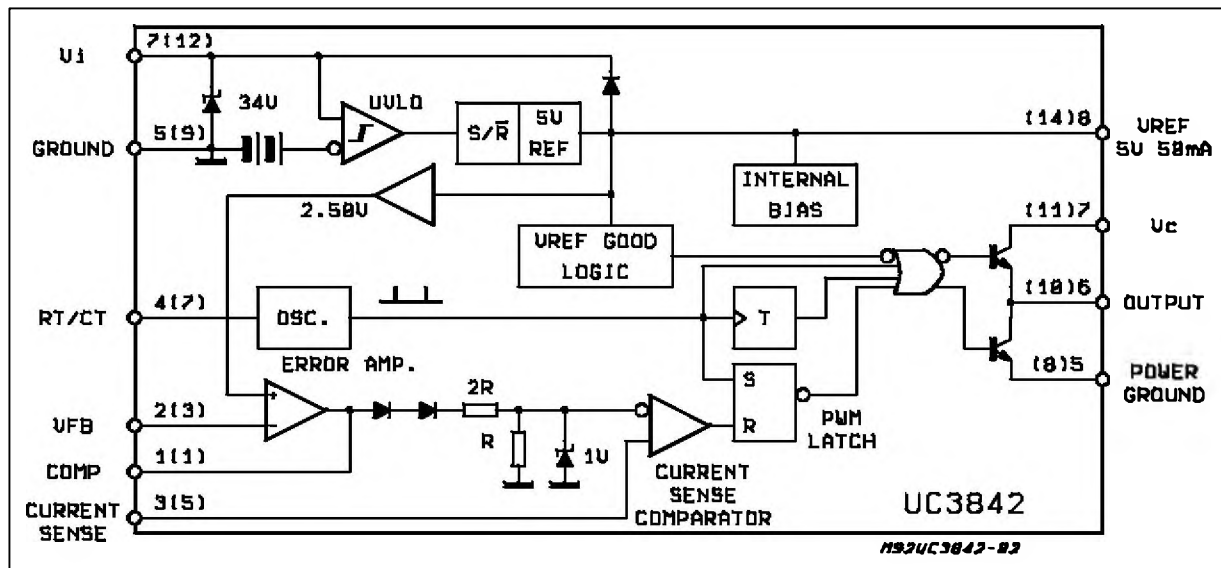 7(12)
Vi
34V
UVLO
S/R
5V
REF
(14)8
VREF
5V 50mA
5(9)
GROUND
2.50V
INTERNAL
BIAS
(11)7
Vc
VREF GOOD
LOGIC
4(7)
RT/CT
OSC.
T
(10)6
OUTPUT
ERROR AMP.
(8)5
POWER
GROUND
+
-
2(3)
VFB
2R
R
1V
S
R
PWM
LATCH
1(1)
COMP
3(5)
CURRENT
SENSE
CURRENT
SENSE
COMPARATOR
UC3842
M92UC3842-02